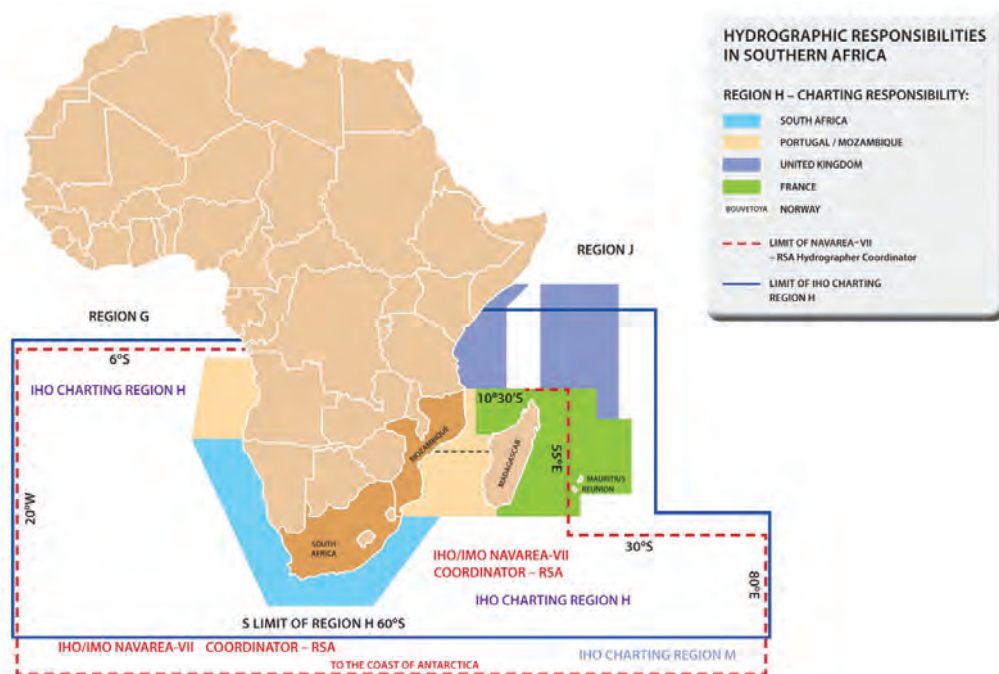 HYDROGRAPHIC RESPONSIBILITIES
IN SOUTHERN AFRICA
REGION H – CHARTING RESPONSIBILITY:
SOUTH AFRICA
PORTUGAL / MOZAMBIQUE
UNITED KINGDOM
FRANCE
BOUVETOYA NORWAY
LIMIT OF NAVAREA–VII
– RSA Hydrographer Coordinator
LIMIT OF IHO CHARTING
REGION H
REGION J
REGION G
6°S
IHO CHARTING REGION H
10°30'S
MOZAMBIQUE
MADAGASCAR
55°E
MAURITIUS
REUNION
20°W
SOUTH
AFRICA
IHO/IMO NAVAREA-VII
COORDINATOR – RSA
30°S
80°E
IHO CHARTING REGION H
S LIMIT OF REGION H 60°S
IHO/IMO NAVAREA-VII COORDINATOR – RSA
TO THE COAST OF ANTARCTICA
IHO CHARTING REGION M